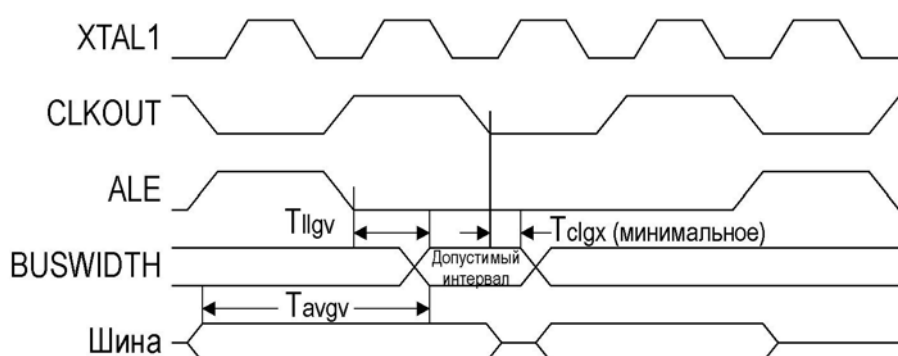 XTAL1
CLKOUT
ALE
Tllgv
Tclgx (минимальное)
BUSWIDTH
Допустимый
интервал
Tavgv
Шина